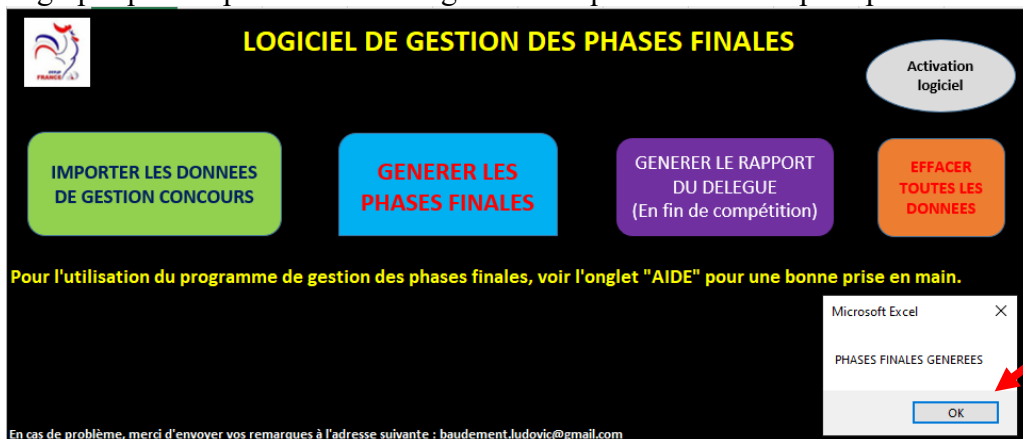 LOGICIEL DE GESTION DES PHASES FINALES
FRANCE
Activation
logiciel
IMPORTER LES DONNEES
DE GESTION CONCOURS
GENERER LES
PHASES FINALES
GENERER LE RAPPORT
DU DELEGUE
(En fin de compétition)
EFFACER
TOUTES LES
DONNEES
Pour l'utilisation du programme de gestion des phases finales, voir l'onglet "AIDE" pour une bonne prise en main.
Microsoft Excel
PHASES FINALES GENEREES
OK
En cas de problème, merci d'envoyer vos remarques à l'adresse suivante : baudement.ludovic@gmail.com